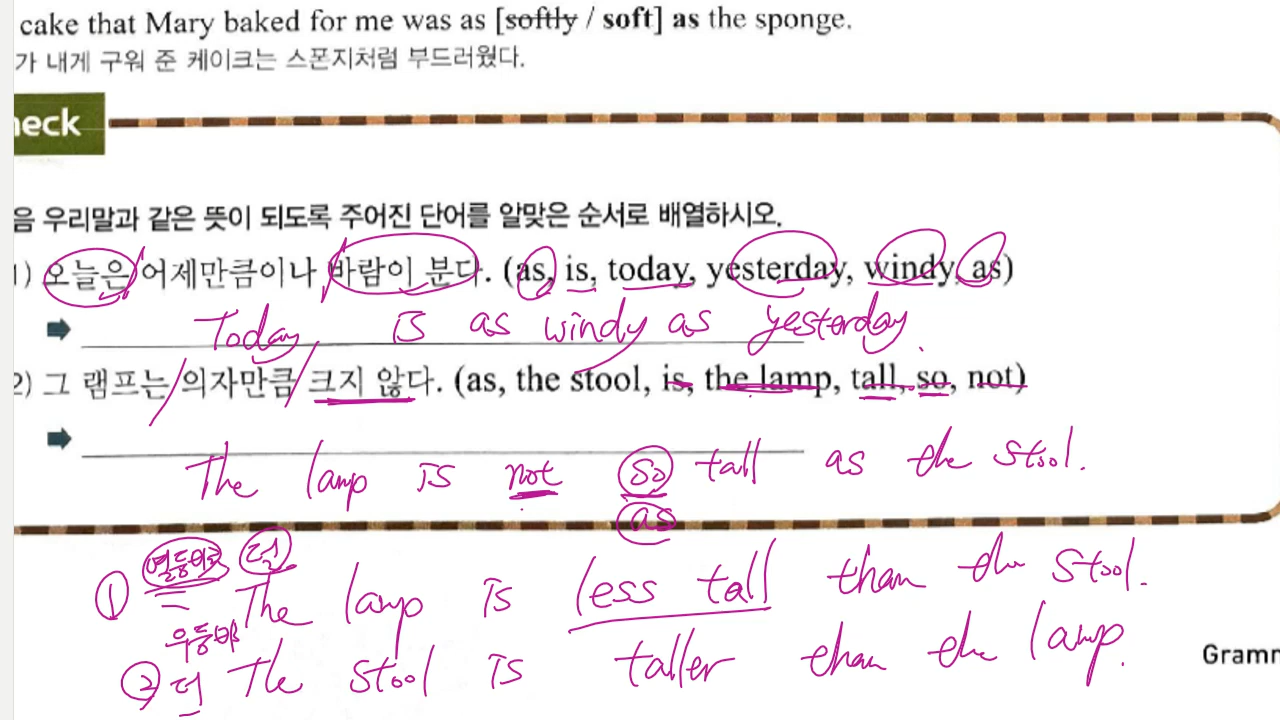 cake that Mary baked for me was as [softly / soft] as the sponge.
가 내게 구워 준 케이크는 스폰지처럼 부드러웠다.
heck
음 우리말과 같은 뜻이 되도록 주어진 단어를 알맞은 순서로 배열하시오.
1) 오늘은 어제만큼이나 바람이 분다. (as, is, today, yesterday, windy, as)
Today is as windy as yesterday.
2) 그 램프는 의자만큼 크지 않다. (as, the stool, is, the lamp, tall, so, not)
The lamp is not so tall as the stool.
as
① 열등비교 덜 The lamp is less tall than the stool.
우등비
② 더 The stool is taller than the lamp.
Gramm